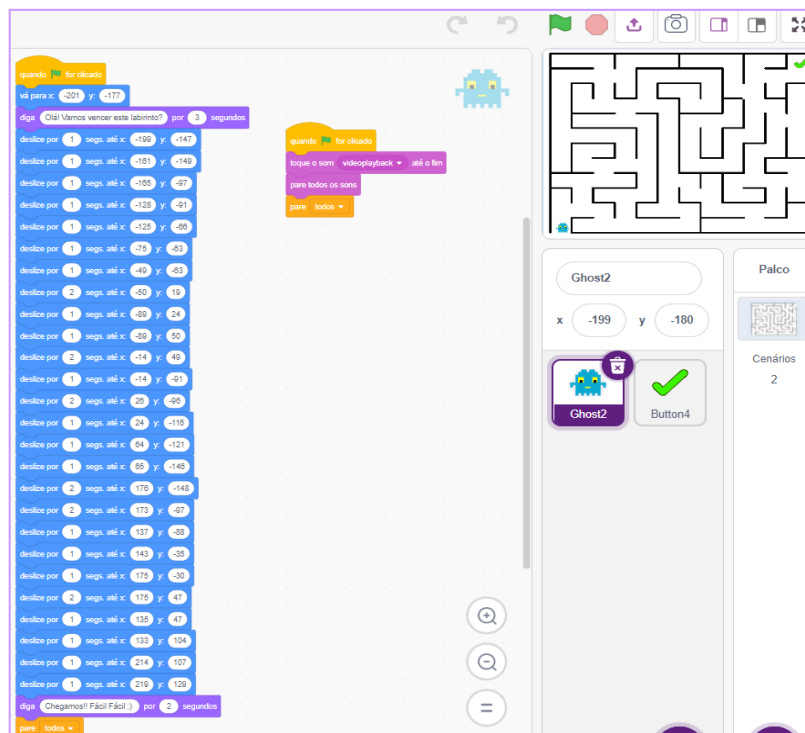 quando for clicado
vá para x: -201 y: -177
diga Olá! Vamos vencer este labirinto? por 3 segundos
deslize por 1 segs. até x: -199 y: -147
deslize por 1 segs. até x: -161 y: -149
deslize por 1 segs. até x: -165 y: -97
deslize por 1 segs. até x: -128 y: -91
deslize por 1 segs. até x: -125 y: -66
deslize por 1 segs. até x: -75 y: -63
deslize por 1 segs. até x: -49 y: -63
deslize por 2 segs. até x: -50 y: 19
deslize por 1 segs. até x: -89 y: 24
deslize por 1 segs. até x: -89 y: 50
deslize por 2 segs. até x: -14 y: 49
deslize por 1 segs. até x: -14 y: -91
deslize por 2 segs. até x: 26 y: -96
deslize por 1 segs. até x: 24 y: -116
deslize por 1 segs. até x: 64 y: -121
deslize por 1 segs. até x: 65 y: -146
deslize por 2 segs. até x: 176 y: -148
deslize por 2 segs. até x: 173 y: -97
deslize por 1 segs. até x: 137 y: -88
deslize por 1 segs. até x: 143 y: -35
deslize por 1 segs. até x: 175 y: -30
deslize por 2 segs. até x: 175 y: 47
deslize por 1 segs. até x: 135 y: 47
deslize por 1 segs. até x: 133 y: 104
deslize por 1 segs. até x: 214 y: 107
deslize por 1 segs. até x: 219 y: 129
diga Chegamos!! Fácil Fácil :) por 2 segundos
pare todos
quando for clicado
toque o som videoplayback até o fim
pare todos os sons
pare todos
Ghost2
x -199 y -180
Ghost2
Button4
Palco
Cenários
2